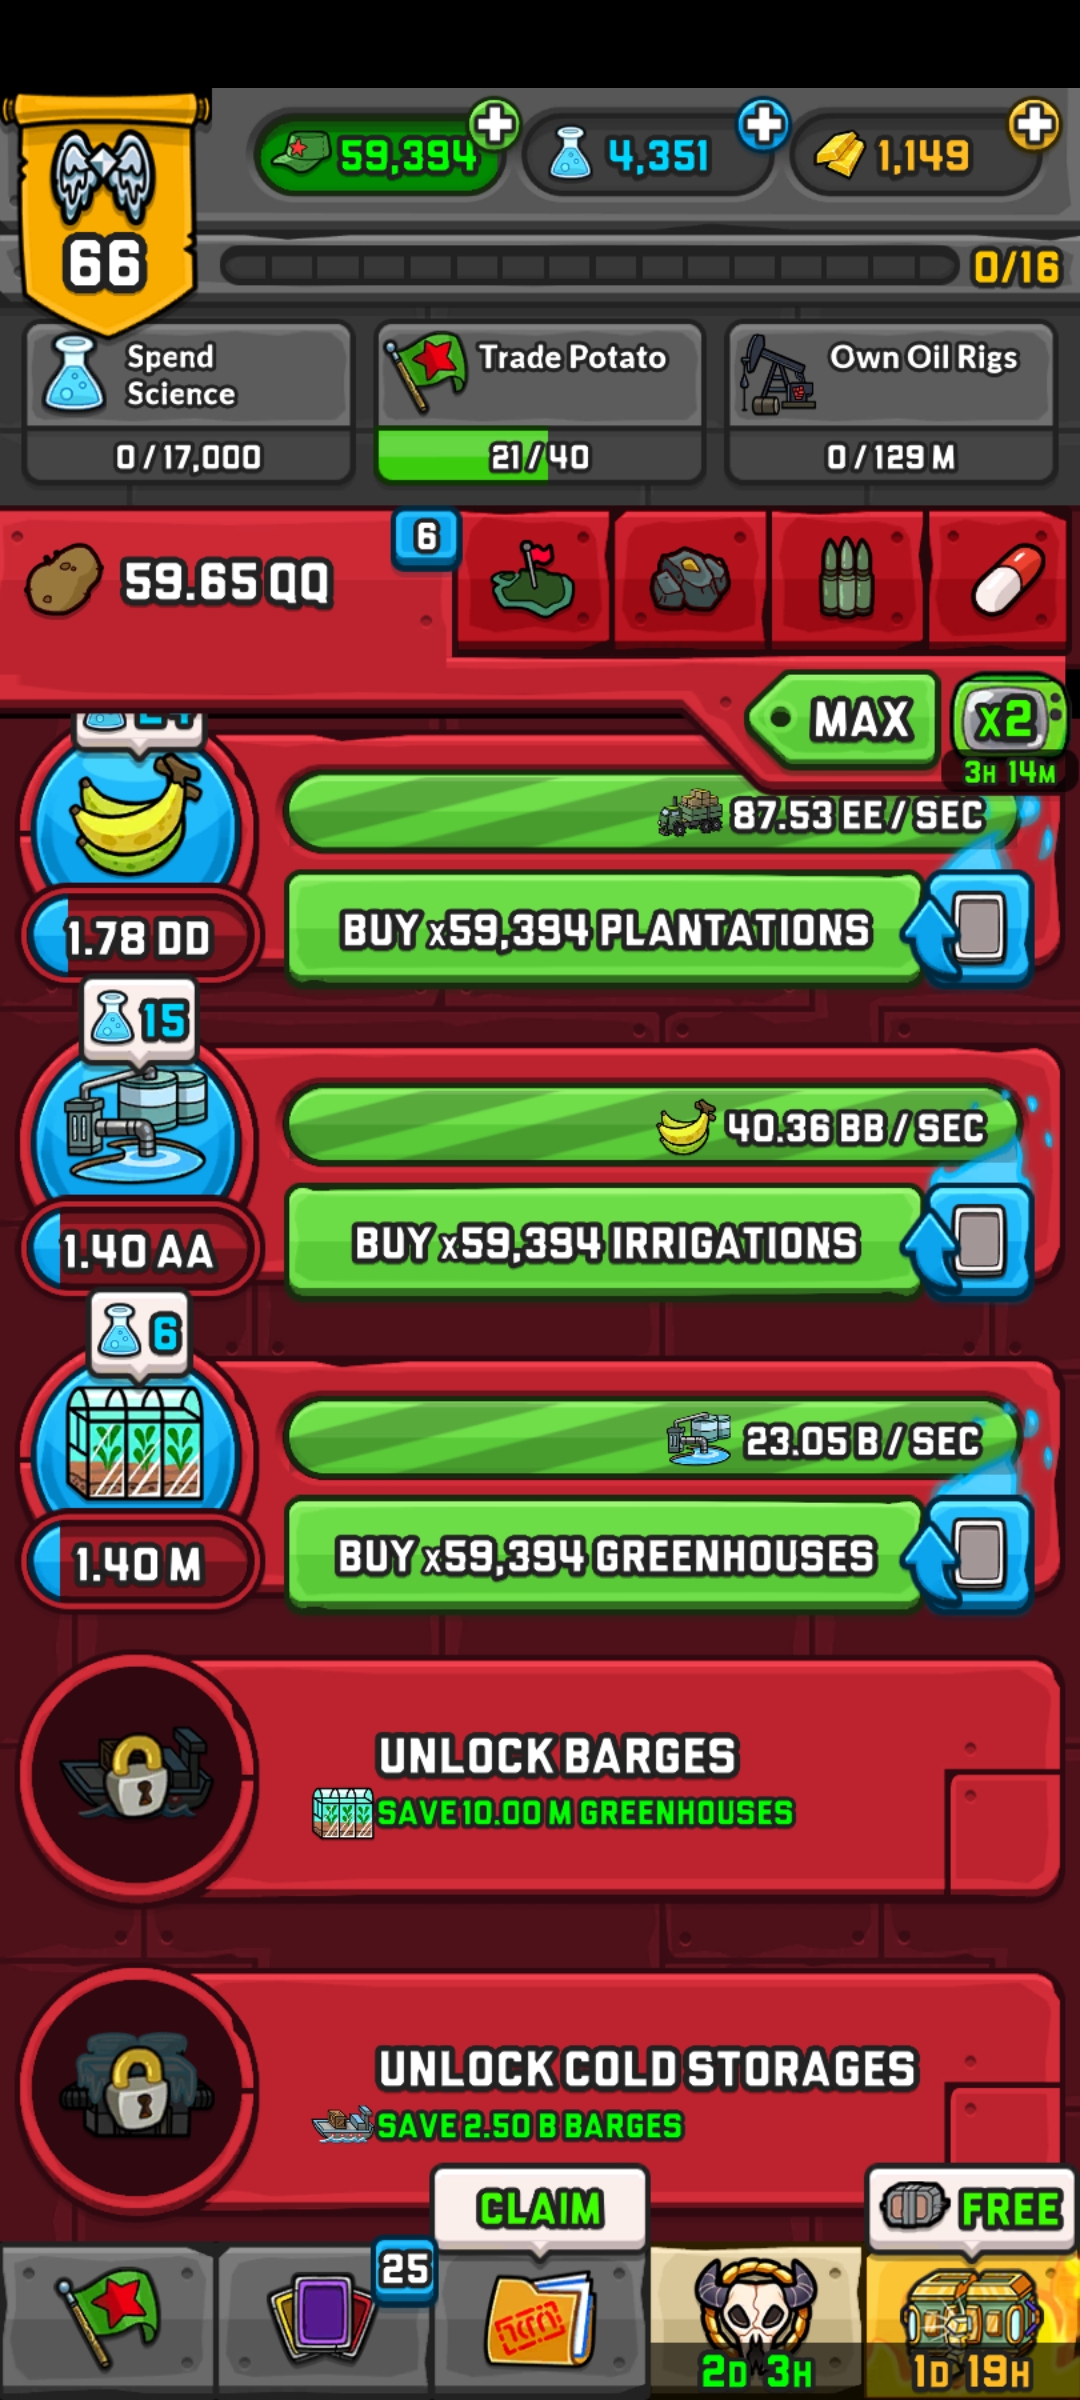 59,394
4,351
1,149
66
0/16
Spend
Science
0 / 17,000
Trade Potato
21 / 40
Own Oil Rigs
0 / 129 M
59.65 QQ
6
MAX
x2
3H 14M
87.53 EE / SEC
1.78 DD
BUY x59,394 PLANTATIONS
15
40.36 BB / SEC
1.40 AA
BUY x59,394 IRRIGATIONS
6
23.05 B / SEC
1.40 M
BUY x59,394 GREENHOUSES
UNLOCK BARGES
SAVE 10.00 M GREENHOUSES
UNLOCK COLD STORAGES
SAVE 2.50 B BARGES
CLAIM
FREE
25
2D 3H
1D 19H